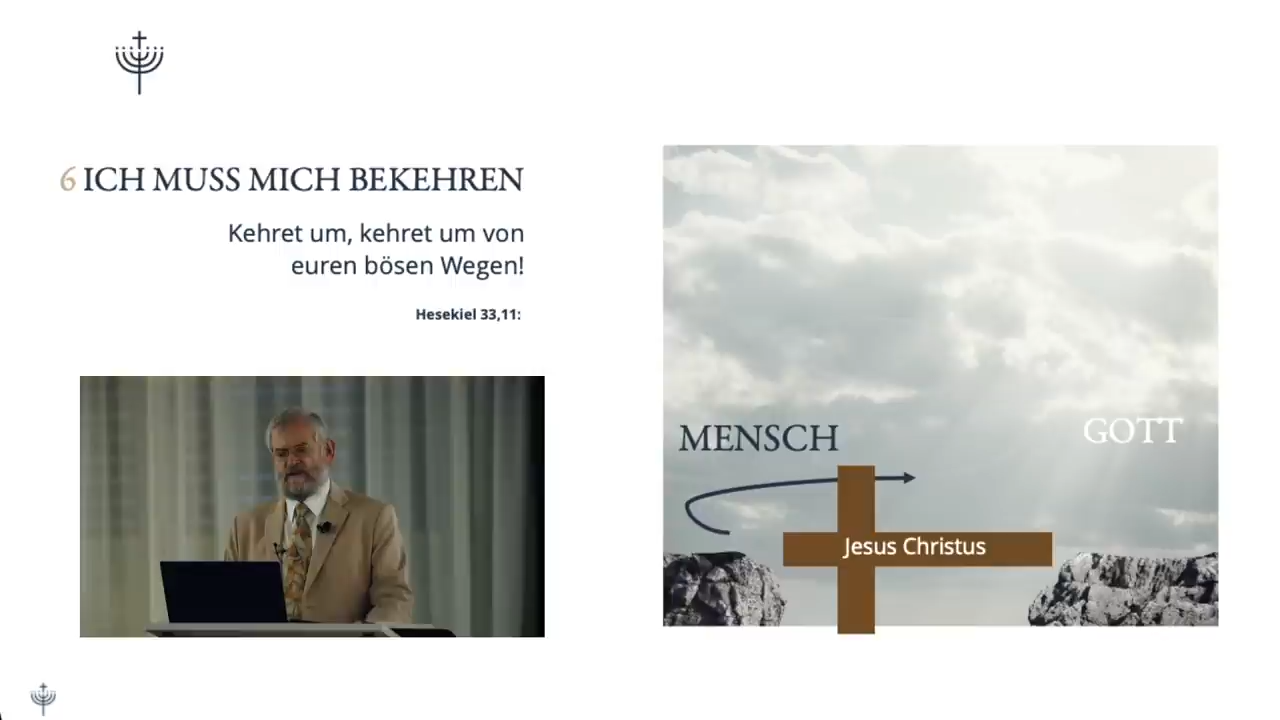 6 ICH MUSS MICH BEKEHREN
Kehret um, kehret um von
euren bösen Wegen!
Hesekiel 33,11:
MENSCH
GOTT
Jesus Christus